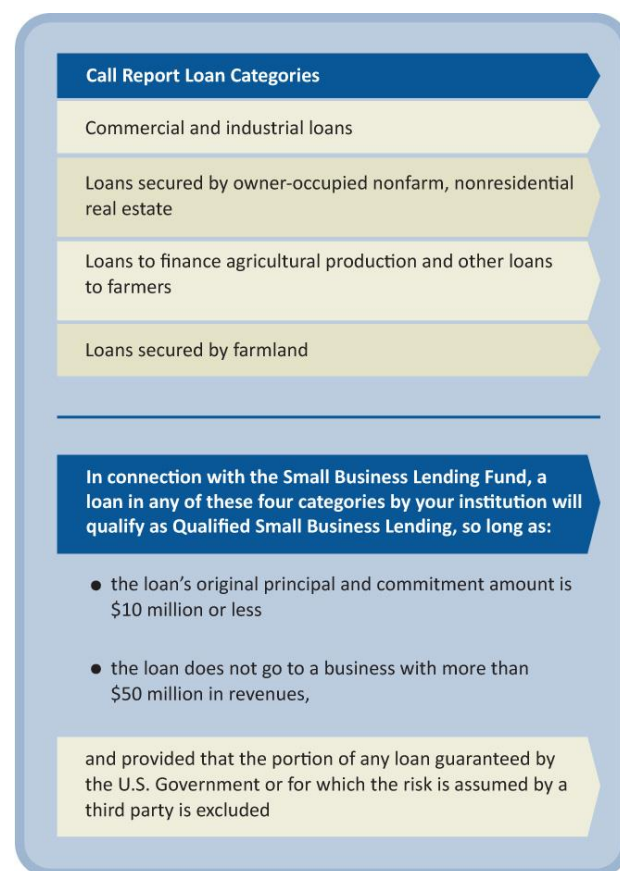 Call Report Loan Categories
Commercial and industrial loans
Loans secured by owner-occupied nonfarm, nonresidential
real estate
Loans to finance agricultural production and other loans
to farmers
Loans secured by farmland
In connection with the Small Business Lending Fund, a
loan in any of these four categories by your institution will
qualify as Qualified Small Business Lending, so long as:
• the loan’s original principal and commitment amount is
$10 million or less
• the loan does not go to a business with more than
$50 million in revenues,
and provided that the portion of any loan guaranteed by
the U.S. Government or for which the risk is assumed by a
third party is excluded